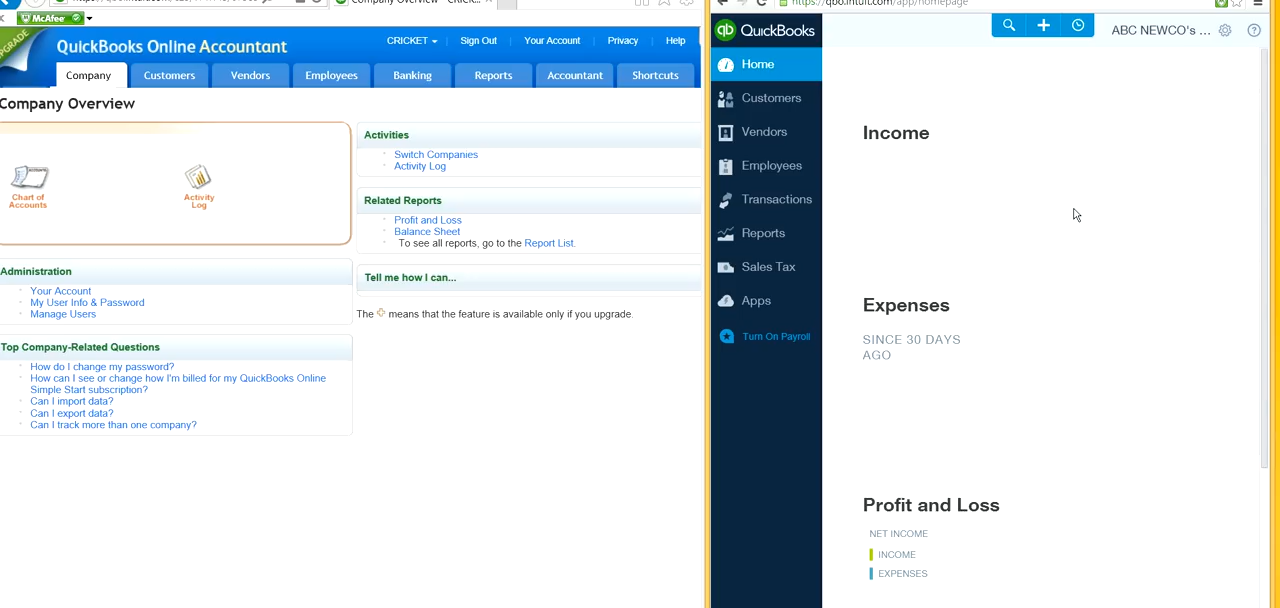 Company Overview - CRICK...
https://qbo.intuit.com/app/homepage
McAfee
UPGRADE
QuickBooks Online Accountant
CRICKET Sign Out Your Account Privacy Help
Company Customers Vendors Employees Banking Reports Accountant Shortcuts
Company Overview
Chart of
Accounts
Activity
Log
Activities
Switch Companies
Activity Log
Related Reports
Profit and Loss
Balance Sheet
To see all reports, go to the Report List.
Administration
Your Account
My User Info & Password
Manage Users
Tell me how I can...
The means that the feature is available only if you upgrade.
Top Company-Related Questions
How do I change my password?
How can I see or change how I'm billed for my QuickBooks Online
Simple Start subscription?
Can I import data?
Can I export data?
Can I track more than one company?
qb QuickBooks
ABC NEWCO's ...
Home
Customers
Vendors
Employees
Transactions
Reports
Sales Tax
Apps
Turn On Payroll
Income
Expenses
SINCE 30 DAYS
AGO
Profit and Loss
NET INCOME
INCOME
EXPENSES